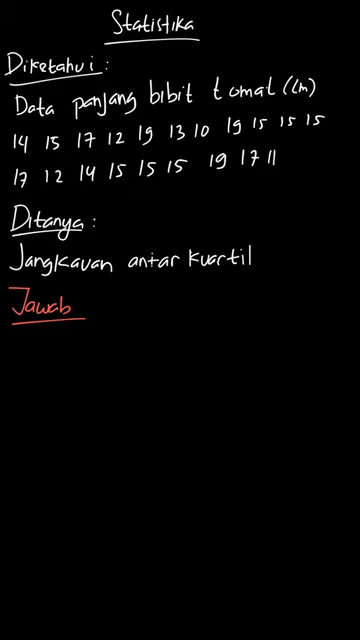 Statistika
Diketahui :
Data panjang bibit tomat (cm)
14 15 17 12 19 13 10 19 15 15 15
17 12 14 15 15 15 19 17 11
Ditanya :
Jangkauan antar kuartil
Jawab